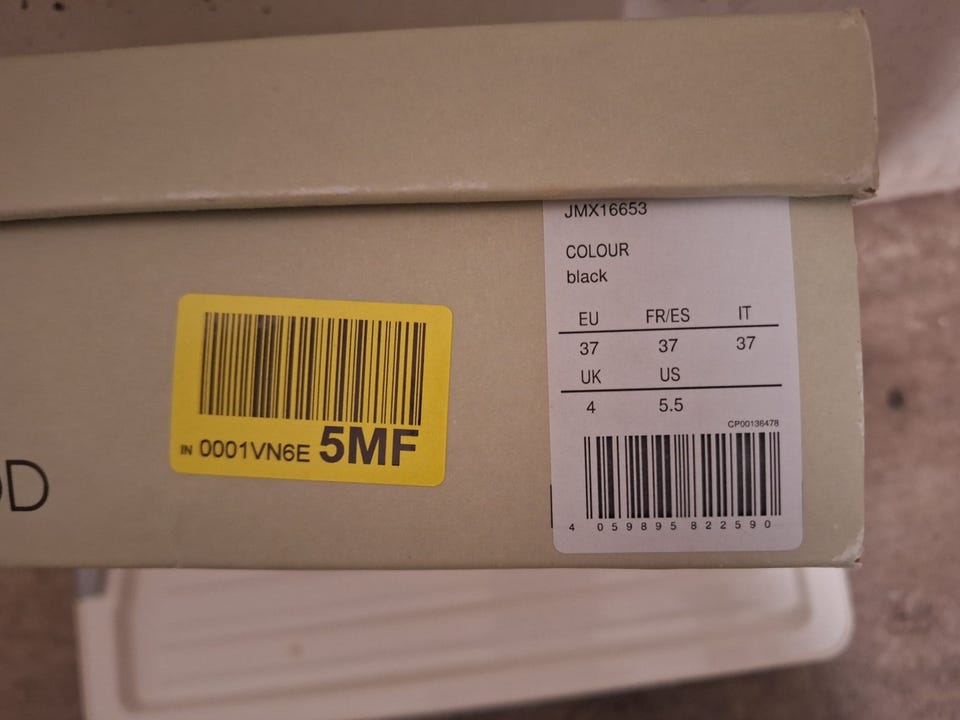 JMX16653
COLOUR
black
EU FR/ES IT
37 37 37
UK US
4 5.5
CP00136478
4 059895 822590
IN 0001VN6E 5MF
OD